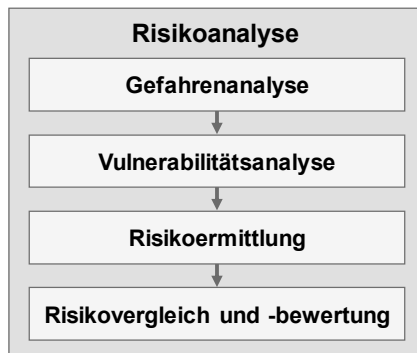 Risikoanalyse
Gefahrenanalyse
Vulnerabilitätsanalyse
Risikoermittlung
Risikovergleich und -bewertung